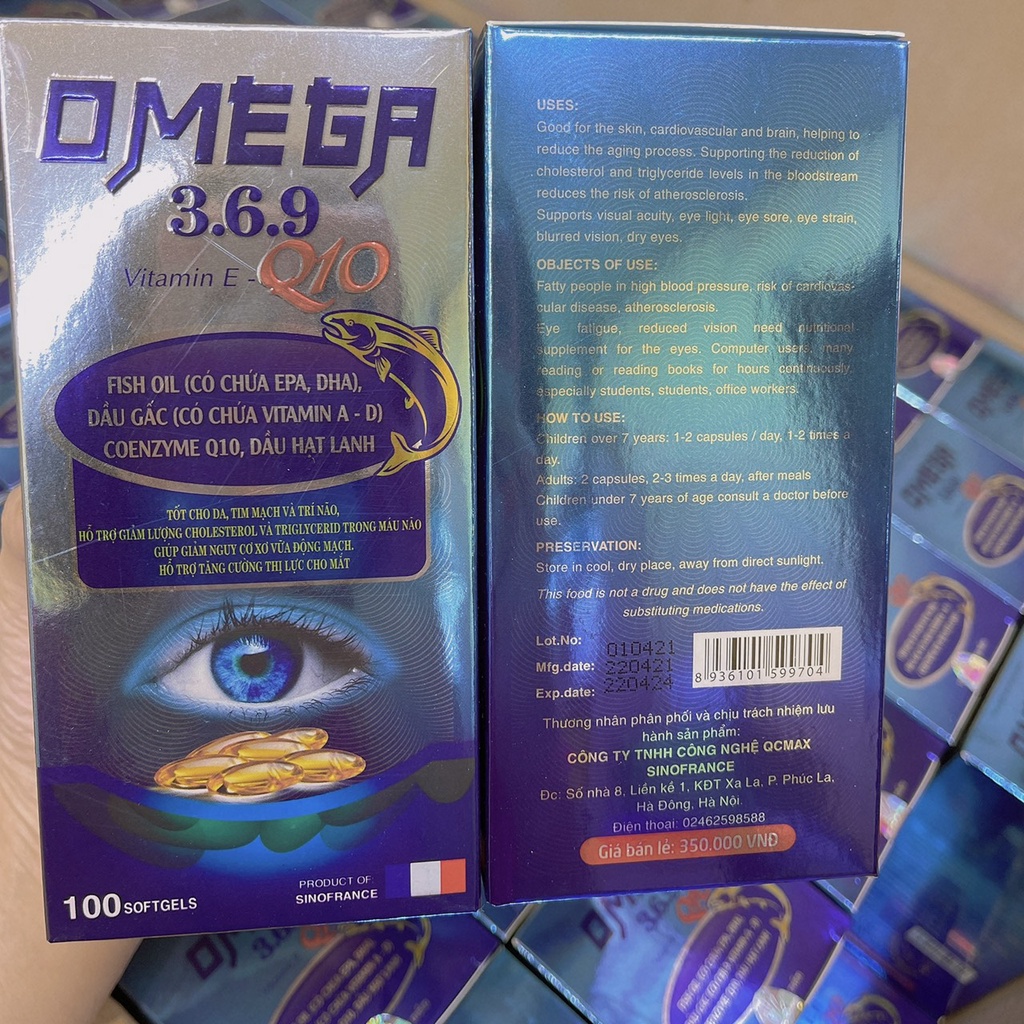 OMEGA
3.6.9
Vitamin E - Q10
FISH OIL (CÓ CHỨA EPA, DHA),
DẦU GẤC (CÓ CHỨA VITAMIN A - D)
COENZYME Q10, DẦU HẠT LANH
TỐT CHO DA, TIM MẠCH VÀ TRÍ NÃO,
HỖ TRỢ GIẢM LƯỢNG CHOLESTEROL VÀ TRIGLYCERID TRONG MÁU NÃO
GIÚP GIẢM NGUY CƠ XƠ VỮA ĐỘNG MẠCH.
HỖ TRỢ TĂNG CƯỜNG THỊ LỰC CHO MẮT
100 SOFTGELS
PRODUCT OF:
SINOFRANCE
USES:
Good for the skin, cardiovascular and brain, helping to
reduce the aging process. Supporting the reduction of
cholesterol and triglyceride levels in the bloodstream
reduces the risk of atherosclerosis.
Supports visual acuity, eye light, eye sore, eye strain,
blurred vision, dry eyes.
OBJECTS OF USE:
Fatty people in high blood pressure, risk of cardiovas-
cular disease, atherosclerosis.
Eye fatigue, reduced vision need nutritional
supplement for the eyes. Computer users, many
reading or reading books for hours continuously,
especially students, students, office workers.
HOW TO USE:
Children over 7 years: 1-2 capsules / day, 1-2 times a
day.
Adults: 2 capsules, 2-3 times a day, after meals
Children under 7 years of age consult a doctor before
use.
PRESERVATION:
Store in cool, dry place, away from direct sunlight.
This food is not a drug and does not have the effect of
substituting medications.
Lot.No: 010421
Mfg.date: 220421
Exp.date: 220424
8 936101 599704
Thương nhân phân phối và chịu trách nhiệm lưu
hành sản phẩm:
CÔNG TY TNHH CÔNG NGHỆ QCMAX
SINOFRANCE
Đc: Số nhà 8. Liền kề 1, KĐT Xa La, P. Phúc La,
Hà Đông, Hà Nội.
Điện thoại: 02462598588
Giá bán lẻ: 350.000 VNĐ
OMEGA
3.6.9